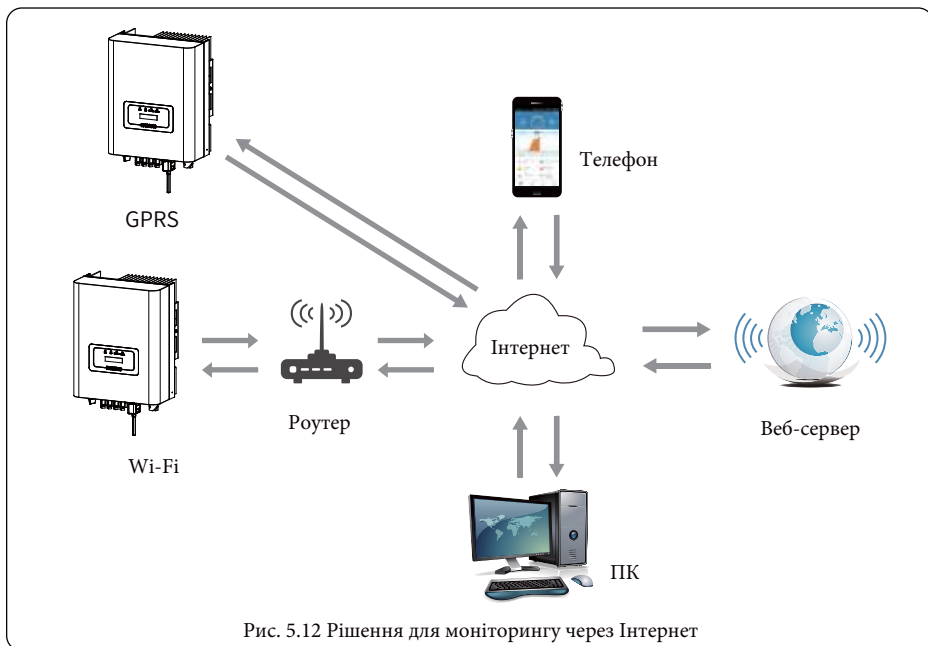 Телефон
GPRS
Інтернет
Роутер
Веб-сервер
Wi-Fi
ПК
Рис. 5.12 Рішення для моніторингу через Інтернет